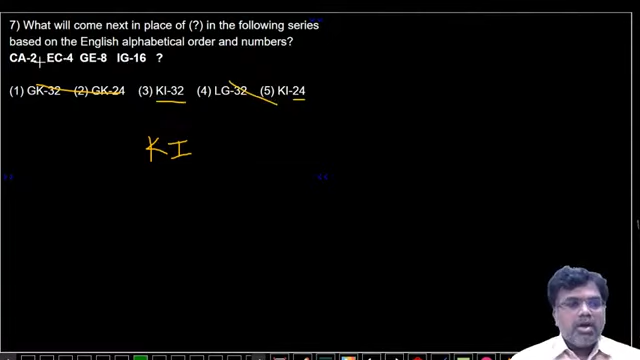 7) What will come next in place of (?) in the following series
based on the English alphabetical order and numbers?
CA-2, EC-4 GE-8 IG-16 ?
(1) GK-32 (2) GK-24 (3) KI-32 (4) LG-32 (5) KI-24
KI